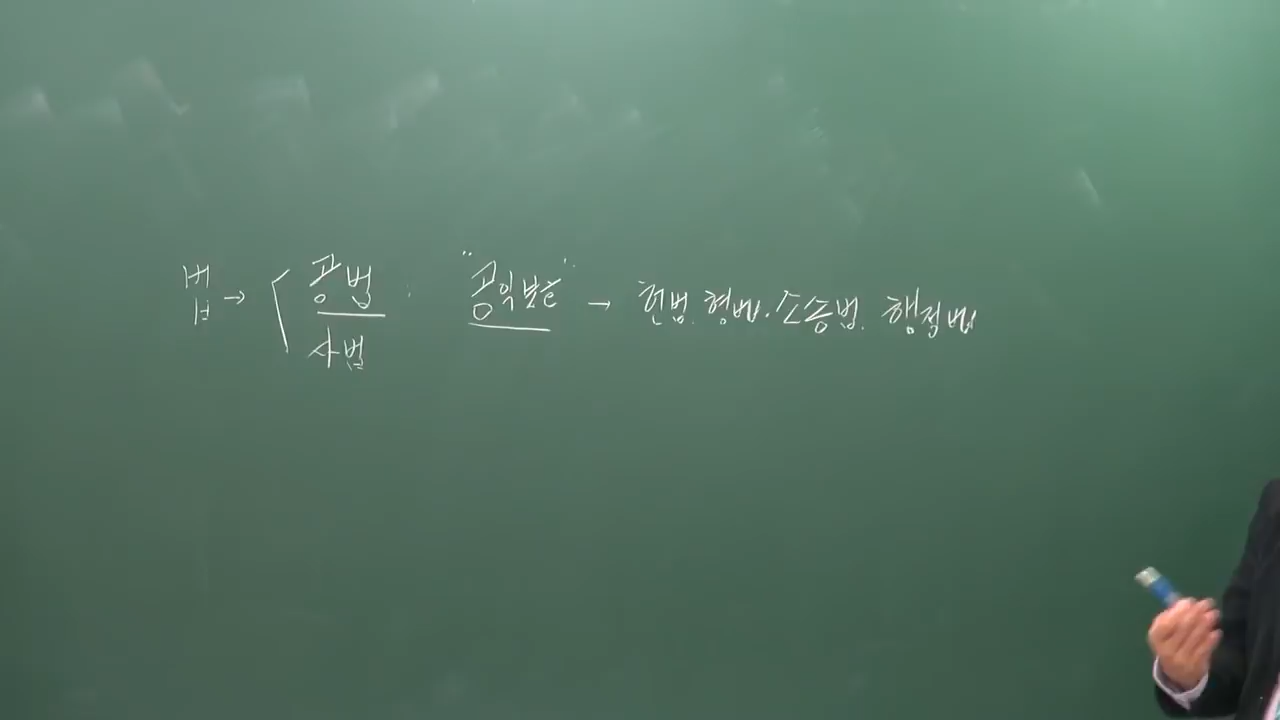 법 → 공법 : "공익보호" → 헌법. 형법. 소송법. 행정법
사법